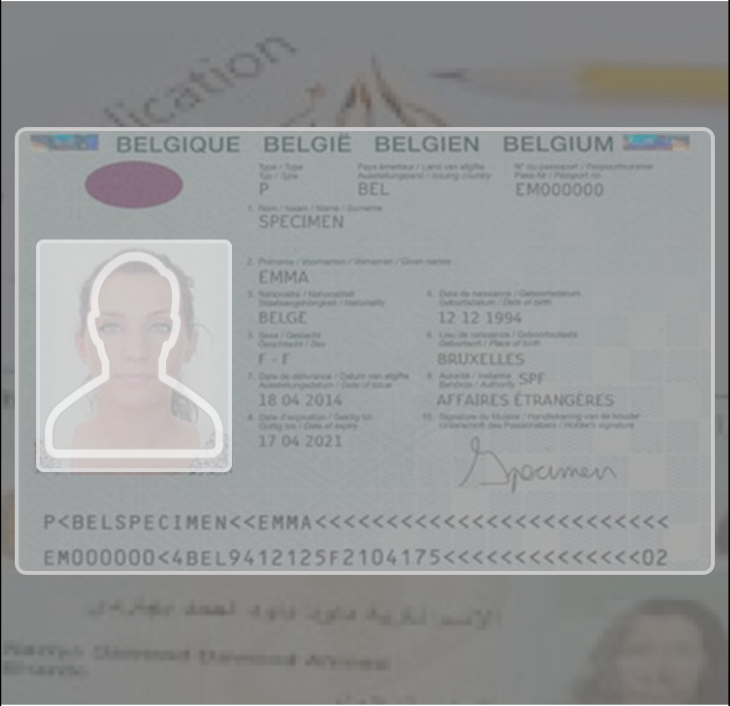 lication
BELGIQUE BELGIË BELGIEN BELGIUM
Type / Type Pays émetteur / Land van afgifte N° du passeport / Paspoortnummer
Typ / Type Ausstellungsland / Issuing country Pass-Nr / Passport no
P BEL EM000000
1. Nom / Naam / Name / Surname
SPECIMEN
2. Prénoms / Voornamen / Vornamen / Given names
EMMA
3. Nationalité / Nationaliteit 4. Date de naissance / Geboortedatum
Staatsangehörigkeit / Nationality Geburtsdatum / Date of birth
BELGE 12 12 1994
5. Sexe / Geslacht 6. Lieu de naissance / Geboorteplaats
Geschlecht / Sex Geburtsort / Place of birth
F - F BRUXELLES
7. Date de délivrance / Datum van afgifte 9. Autorité / Instantie SPF
Ausstellungsdatum / Date of issue Behörde / Authority
18 04 2014 AFFAIRES ÉTRANGÈRES
8. Date d'expiration / Geldig tot 10. Signature du titulaire / Handtekening van de houder
Gültig bis / Date of expiry Unterschrift des Passinhabers / Holder's signature
17 04 2021
Specimen
P<BELSPECIMEN<<EMMA<<<<<<<<<<<<<<<<<<<<<<<<<
EM000000<4BEL9412125F2104175<<<<<<<<<<<<<<02